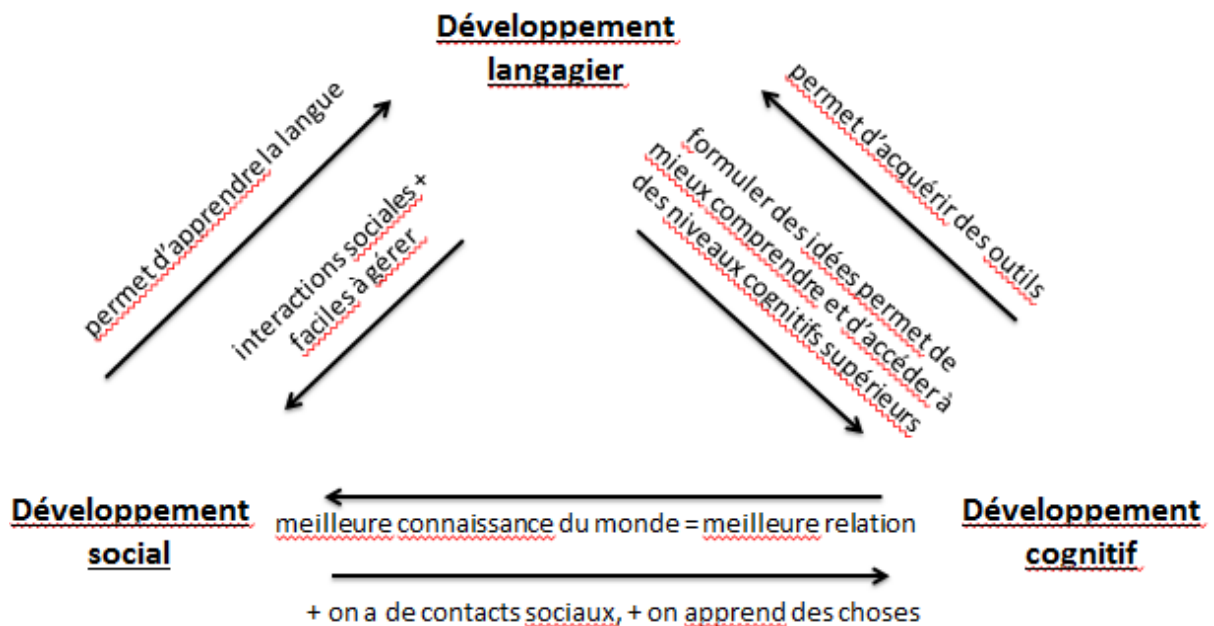 Développement
langagier
permet d'apprendre la langue
interactions sociales +
faciles à gérer
permet d'acquérir des outils
formuler des idées permet de
mieux comprendre et d'accéder à
des niveaux cognitifs supérieurs
Développement
social
meilleure connaissance du monde = meilleure relation
+ on a de contacts sociaux, + on apprend des choses
Développement
cognitif